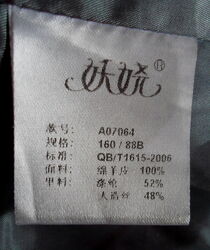 妖娆®
款号: A07064
规格: 160/88B
标准: QB/T1615-2006
面料: 绵羊皮 100%
里料: 涤纶 52%
人造丝 48%